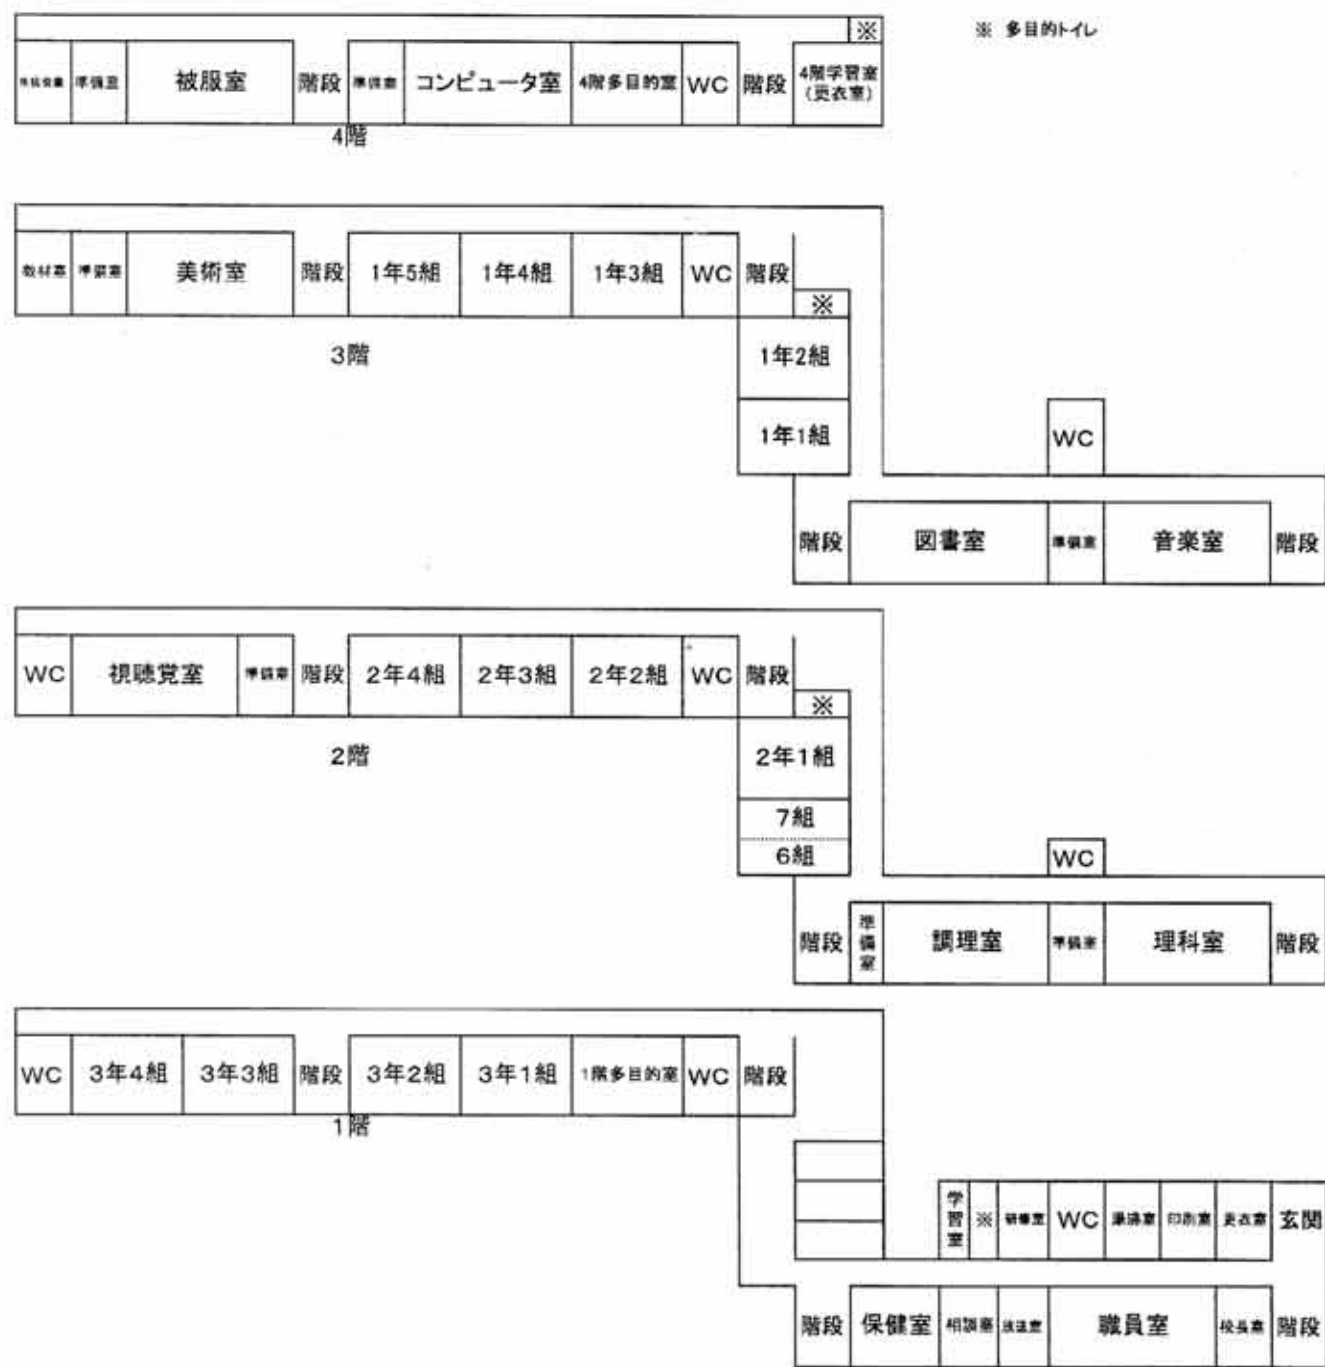 ※
※ 多目的トイレ
準備室
被服室
階段
準備室
コンピュータ室
4階多目的室
WC
階段
4階学習室
(更衣室)
4階
教材室
準備室
美術室
階段
1年5組
1年4組
1年3組
WC
階段
※
3階
1年2組
1年1組
WC
階段
図書室
準備室
音楽室
階段
WC
視聴覚室
準備室
階段
2年4組
2年3組
2年2組
WC
階段
※
2階
2年1組
7組
6組
WC
階段
準備室
調理室
準備室
理科室
階段
WC
3年4組
3年3組
階段
3年2組
3年1組
1階多目的室
WC
階段
1階
学習室
※
研修室
WC
湯沸室
印刷室
更衣室
玄関
階段
保健室
相談室
放送室
職員室
校長室
階段